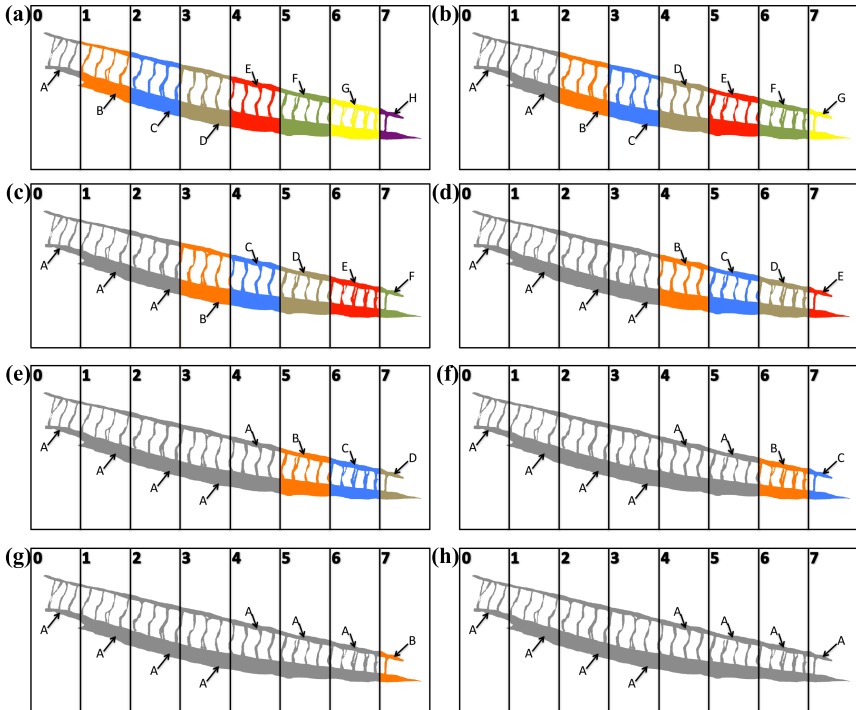 (a) 0 1 2 3 4 5 6 7
A B C D E F G H
(b) 0 1 2 3 4 5 6 7
A B C D E F G
(c) 0 1 2 3 4 5 6 7
A A A B C D E F
(d) 0 1 2 3 4 5 6 7
A A A A B C D E
(e) 0 1 2 3 4 5 6 7
A A A A A B C D
(f) 0 1 2 3 4 5 6 7
A A A A A A B C
(g) 0 1 2 3 4 5 6 7
A A A A A A A B
(h) 0 1 2 3 4 5 6 7
A A A A A A A A